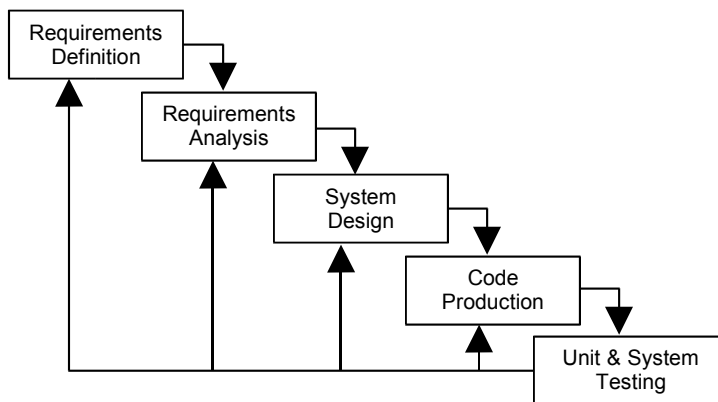 Requirements
Definition
Requirements
Analysis
System
Design
Code
Production
Unit & System
Testing